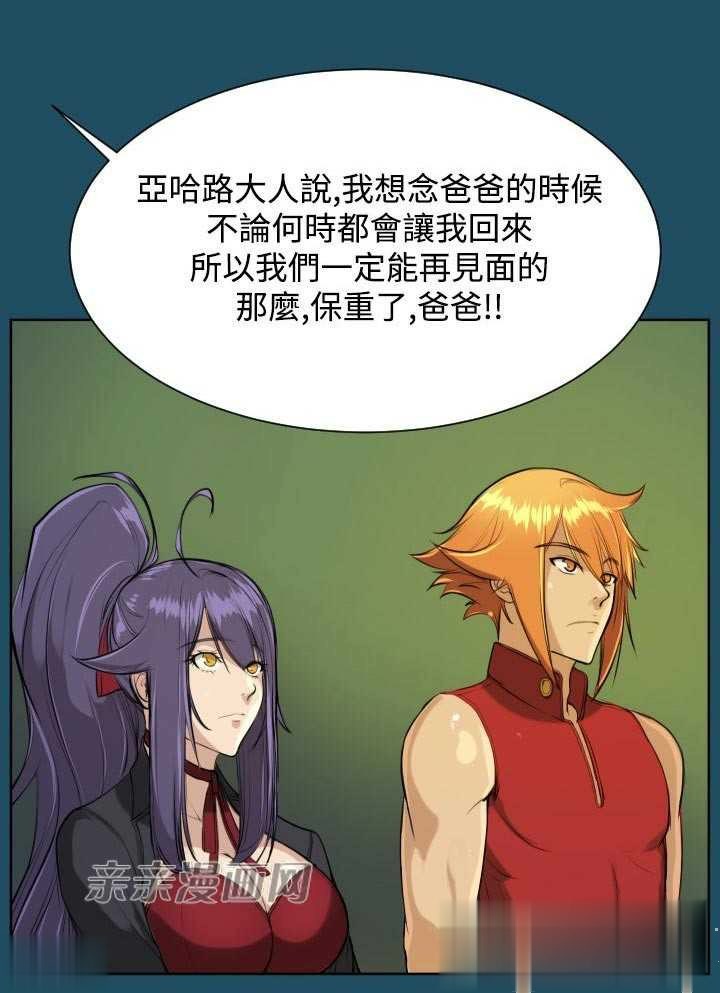 亞哈路大人說,我想念爸爸的時候
不論何時都會讓我回來
所以我們一定能再見面的
那麼,保重了,爸爸!!
亲亲漫画网